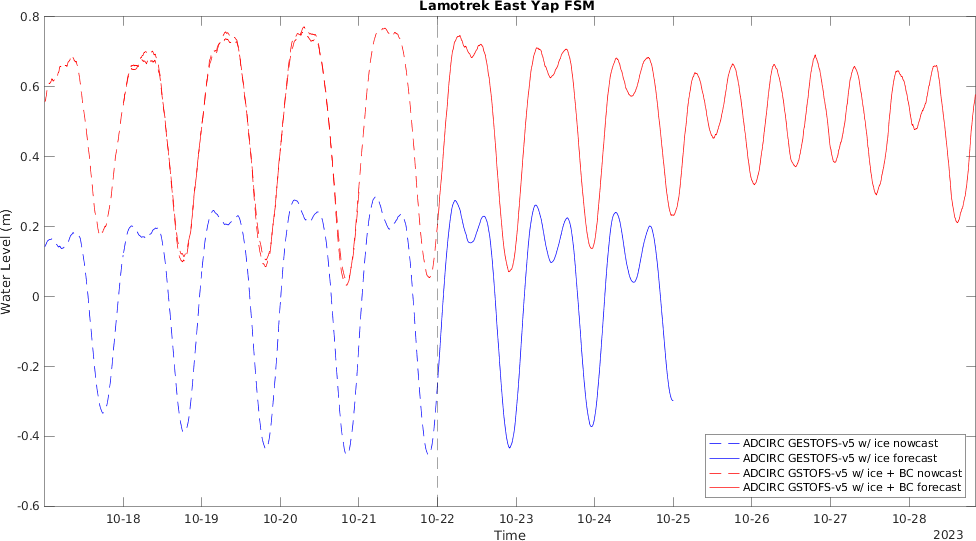 Lamotrek East Yap FSM
0.8
0.6
0.4
0.2
0
-0.2
-0.4
-0.6
Water Level (m)
10-18
10-19
10-20
10-21
10-22
10-23
10-24
10-25
10-26
10-27
10-28
Time
2023
ADCIRC GESTOFS-v5 w/ ice nowcast
ADCIRC GESTOFS-v5 w/ ice forecast
ADCIRC GSTOFS-v5 w/ ice + BC nowcast
ADCIRC GSTOFS-v5 w/ ice + BC forecast